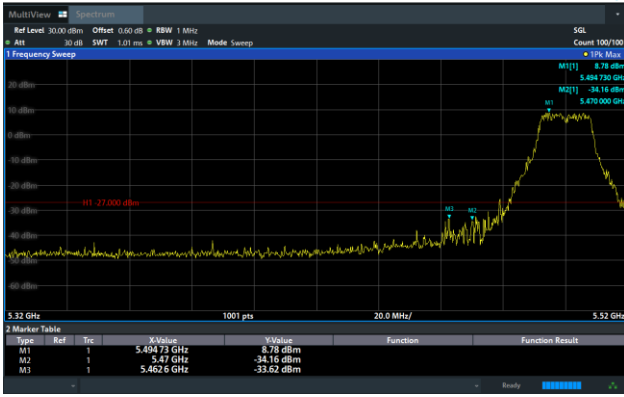 MultiView Spectrum
Ref Level 30.00 dBm Offset 0.60 dB RBW 1 MHz SGL
Att 30 dB SWT 1.01 ms VBW 3 MHz Mode Sweep Count 100/100
1 Frequency Sweep 1Pk Max
M1[1] 8.78 dBm
5.494 730 GHz
20 dBm M2[1] -34.16 dBm
M1 5.470 000 GHz
10 dBm
0 dBm
-10 dBm
-20 dBm
H1 -27.000 dBm
-30 dBm M3 M2
-40 dBm
-50 dBm
-60 dBm
5.32 GHz 1001 pts 20.0 MHz/ 5.52 GHz
2 Marker Table
Type Ref Trc X-Value Y-Value Function Function Result
M1 1 5.494 73 GHz 8.78 dBm
M2 1 5.47 GHz -34.16 dBm
M3 1 5.462 6 GHz -33.62 dBm
Ready